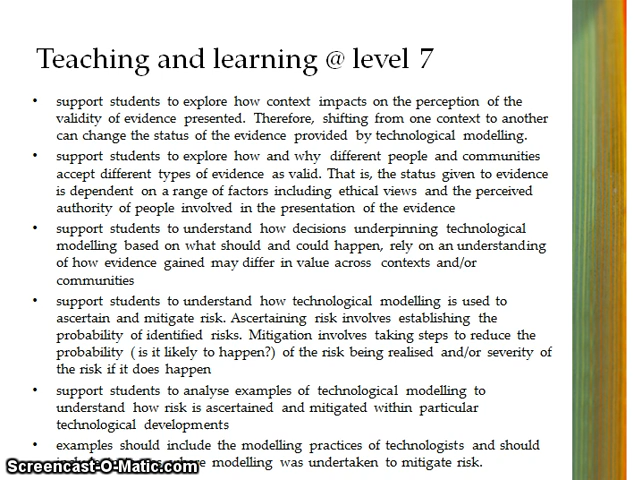 Teaching and learning @ level 7
• support students to explore how context impacts on the perception of the
validity of evidence presented. Therefore, shifting from one context to another
can change the status of the evidence provided by technological modelling.
• support students to explore how and why different people and communities
accept different types of evidence as valid. That is, the status given to evidence
is dependent on a range of factors including ethical views and the perceived
authority of people involved in the presentation of the evidence
• support students to understand how decisions underpinning technological
modelling based on what should and could happen, rely on an understanding
of how evidence gained may differ in value across contexts and/or
communities
• support students to understand how technological modelling is used to
ascertain and mitigate risk. Ascertaining risk involves establishing the
probability of identified risks. Mitigation involves taking steps to reduce the
probability ( is it likely to happen?) of the risk being realised and/or severity of
the risk if it does happen
• support students to analyse examples of technological modelling to
understand how risk is ascertained and mitigated within particular
technological developments
• examples should include the modelling practices of technologists and should
modelling was undertaken to mitigate risk.
Screencast-O-Matic.com